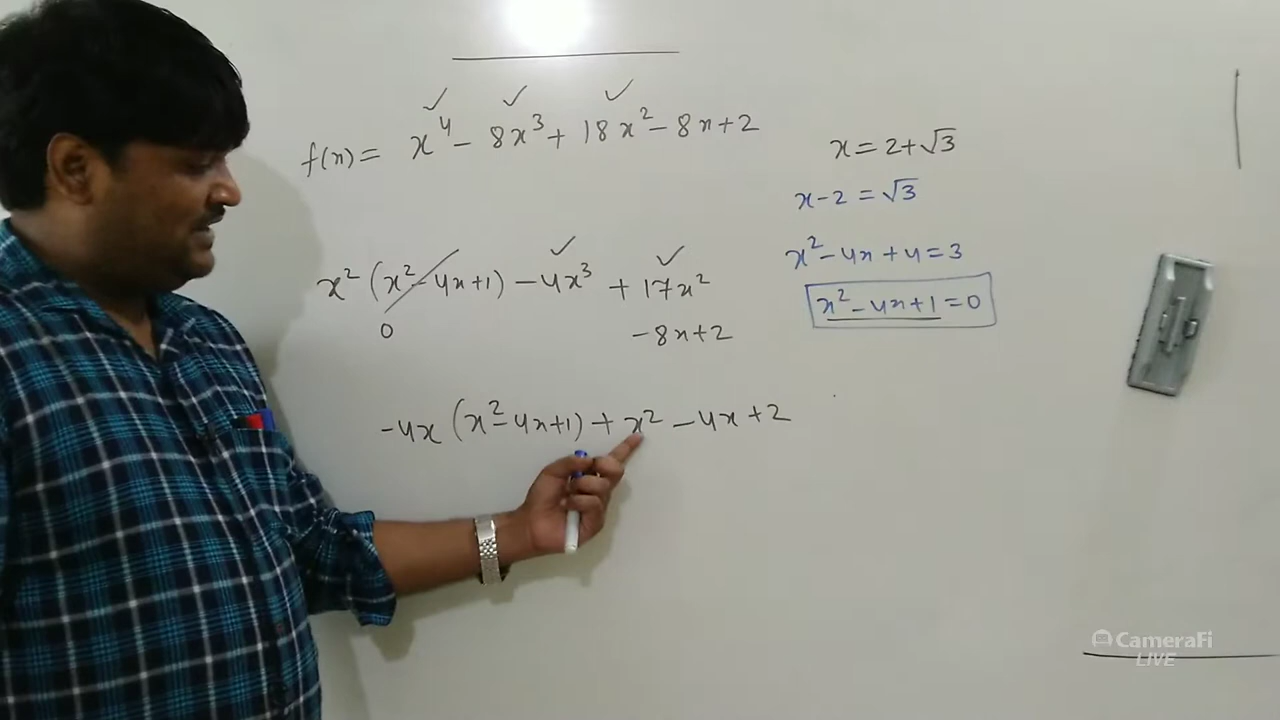 f(x) = x⁴ - 8x³ + 18x² - 8x + 2
x = 2 + √3
x - 2 = √3
x² - 4x + 4 = 3
x² - 4x + 1 = 0
x² (x² - 4x + 1) - 4x³ + 17x²
0
- 8x + 2
- 4x (x² - 4x + 1) + x² - 4x + 2
CameraFi
LIVE